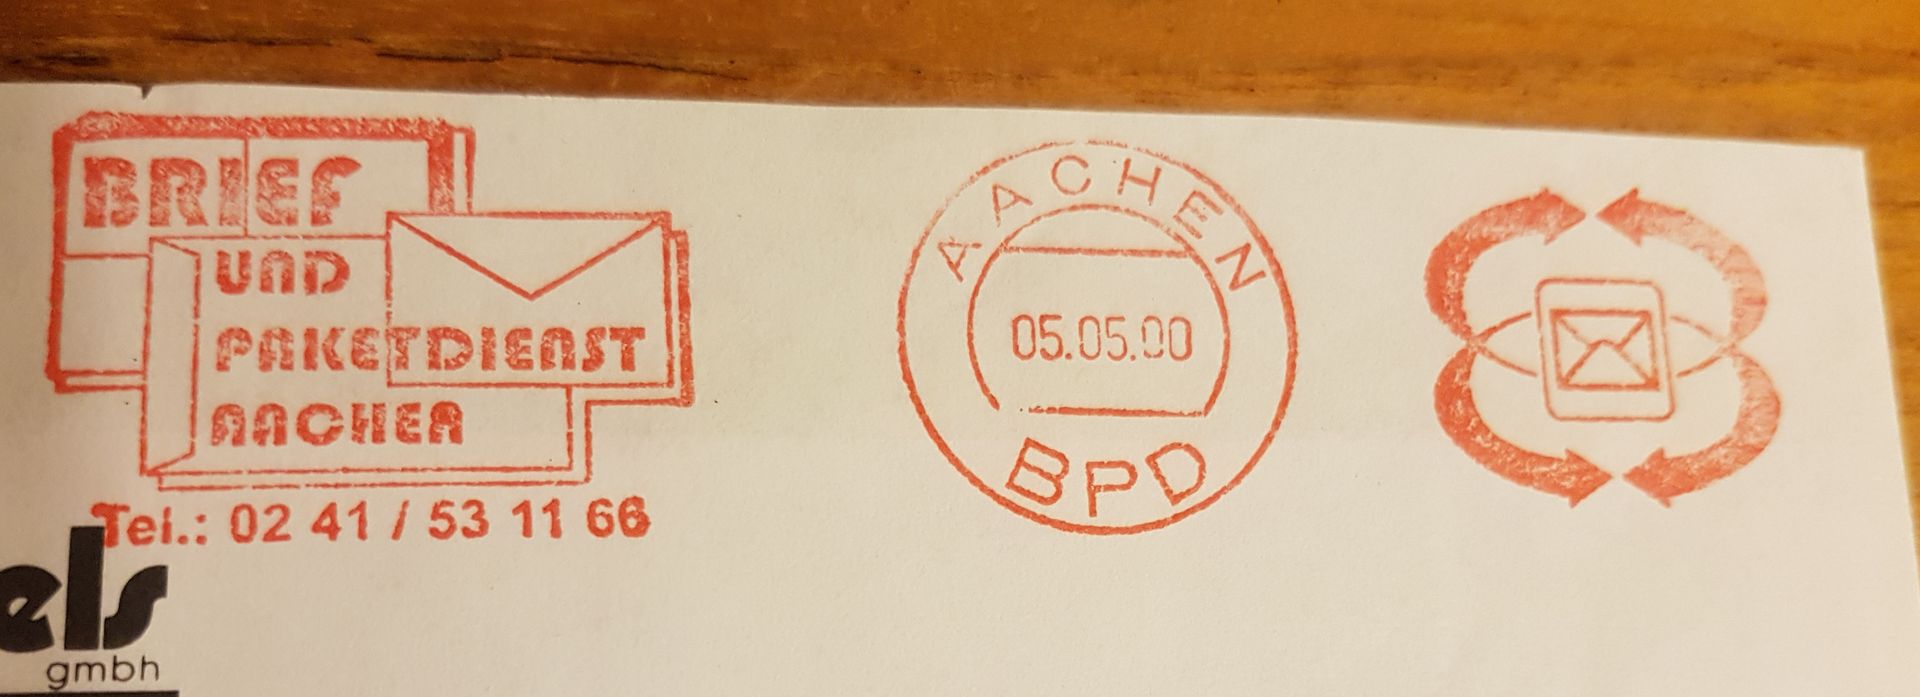 BRIEF
UND
PAKETDIENST
AACHEN
Tel.: 02 41 / 53 11 66
AACHEN
05.05.00
BPD
els
gmbh